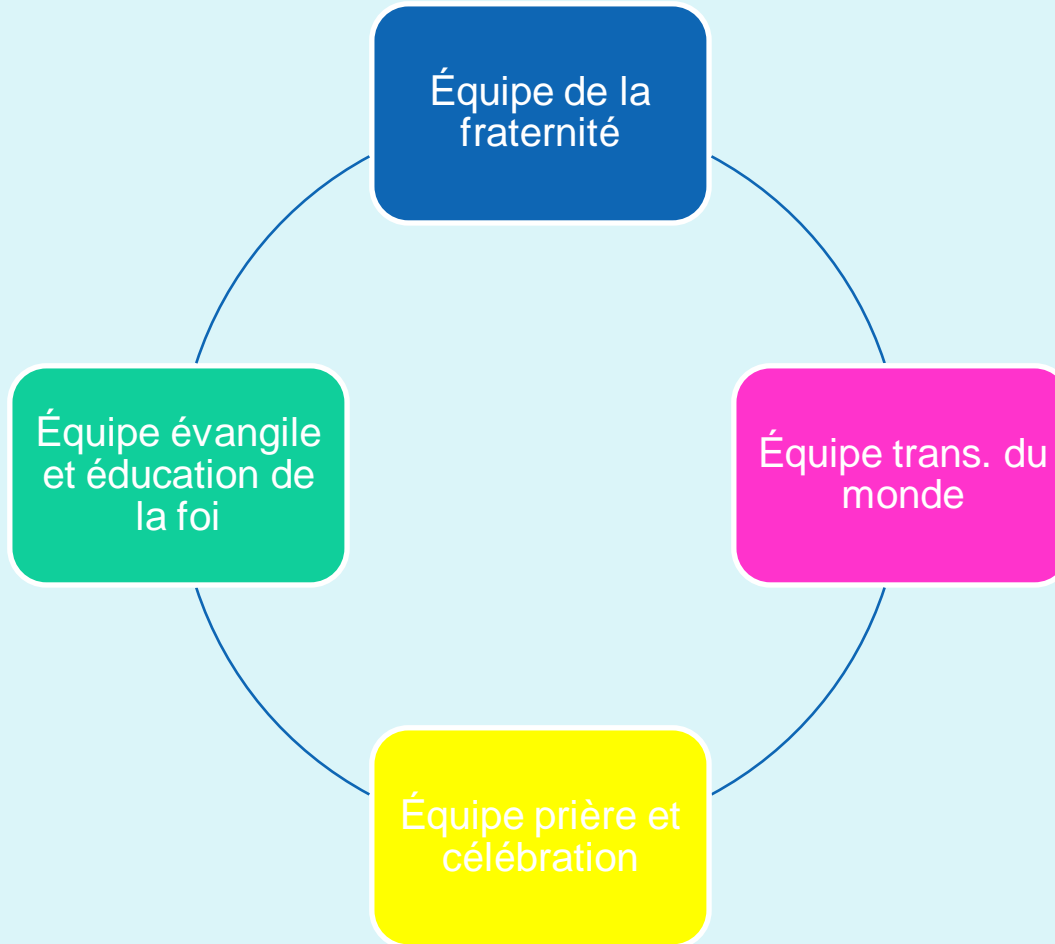 Équipe de la
fraternité
Équipe évangile
et éducation de
la foi
Équipe trans. du
monde
Équipe prière et
célébration